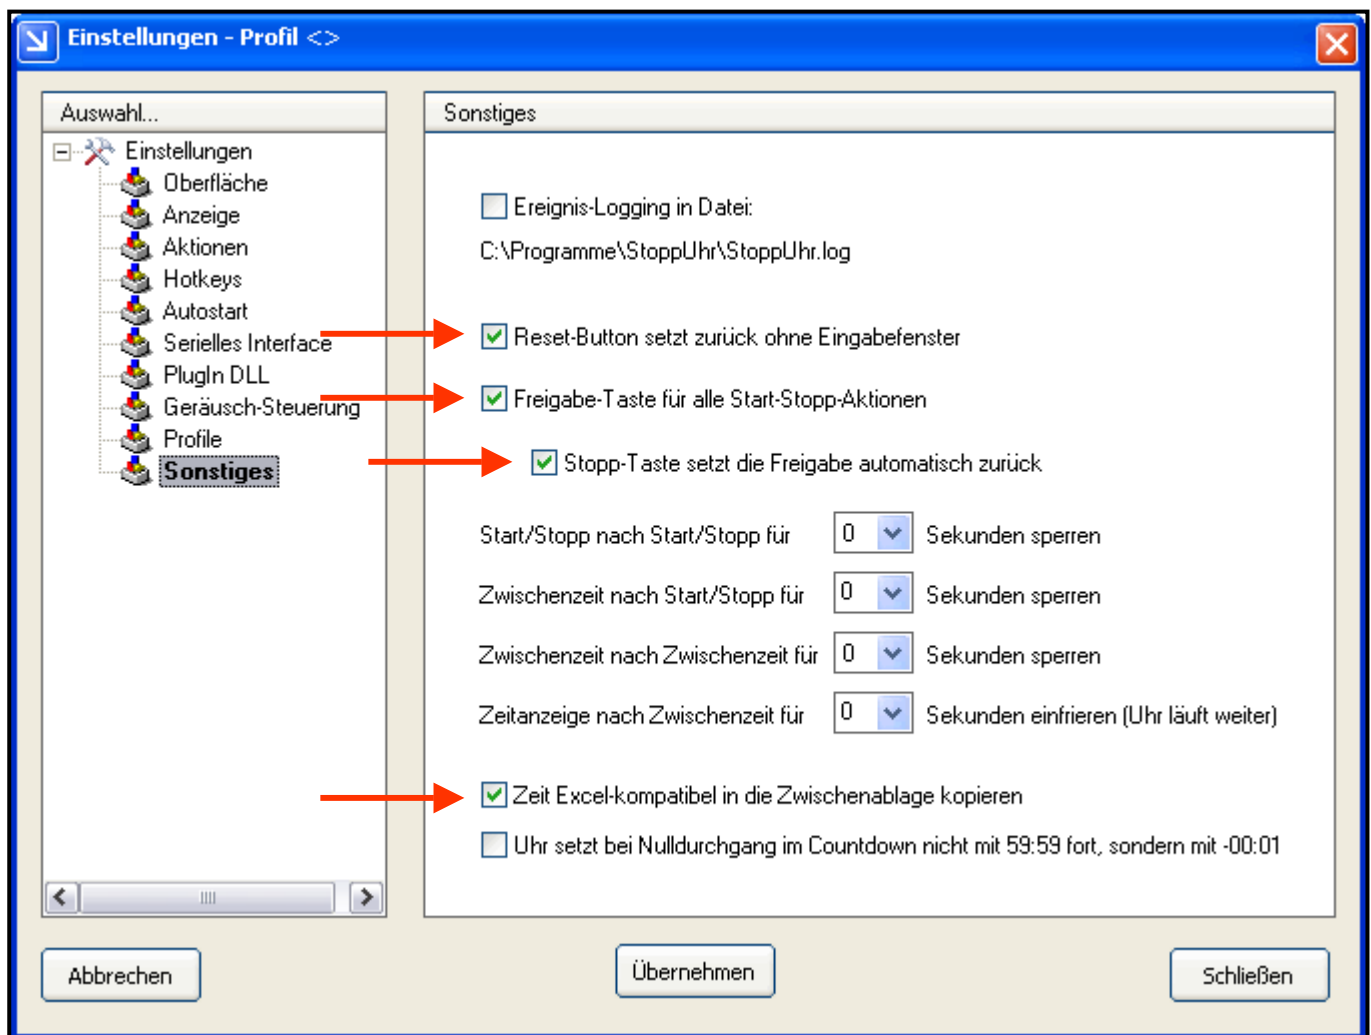 Einstellungen - Profil <>
Auswahl...
Einstellungen
Oberfläche
Anzeige
Aktionen
Hotkeys
Autostart
Serielles Interface
PlugIn DLL
Geräusch-Steuerung
Profile
Sonstiges
Sonstiges
Ereignis-Logging in Datei:
C:\Programme\StoppUhr\StoppUhr.log
Reset-Button setzt zurück ohne Eingabefenster
Freigabe-Taste für alle Start-Stopp-Aktionen
Stopp-Taste setzt die Freigabe automatisch zurück
Start/Stopp nach Start/Stopp für 0 Sekunden sperren
Zwischenzeit nach Start/Stopp für 0 Sekunden sperren
Zwischenzeit nach Zwischenzeit für 0 Sekunden sperren
Zeitanzeige nach Zwischenzeit für 0 Sekunden einfrieren (Uhr läuft weiter)
Zeit Excel-kompatibel in die Zwischenablage kopieren
Uhr setzt bei Nulldurchgang im Countdown nicht mit 59:59 fort, sondern mit -00:01
Abbrechen
Übernehmen
Schließen